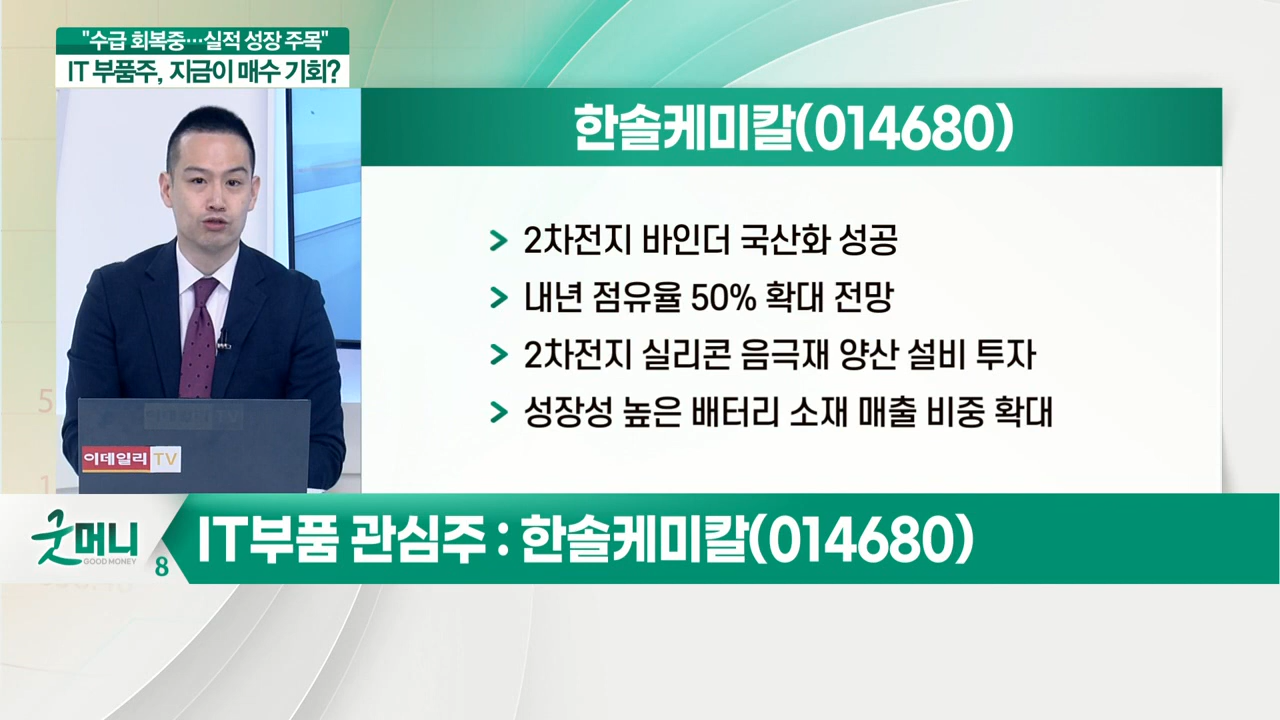 "수급 회복중…실적 성장 주목"
IT 부품주, 지금이 매수 기회?
한솔케미칼(014680)
> 2차전지 바인더 국산화 성공
> 내년 점유율 50% 확대 전망
> 2차전지 실리콘 음극재 양산 설비 투자
> 성장성 높은 배터리 소재 매출 비중 확대
이데일리 TV
5
1
굿머니
GOOD MONEY
8
IT부품 관심주 : 한솔케미칼(014680)